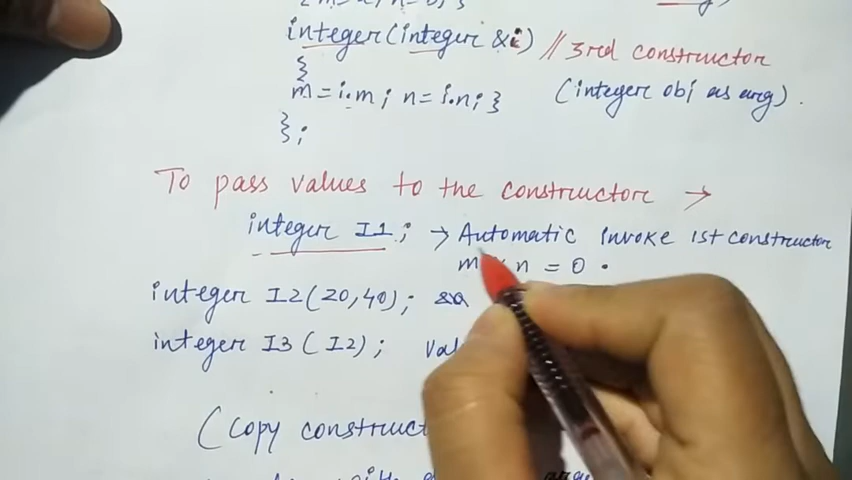 integer(integer &i) // 3rd constructor
{
m = i.m; n = i.n; } (integer obj as arg).
};
To pass values to the constructor →
integer I1; → Automatic invoke 1st constructor
m n = 0.
integer I2(20,40);
integer I3(I2);
(Copy